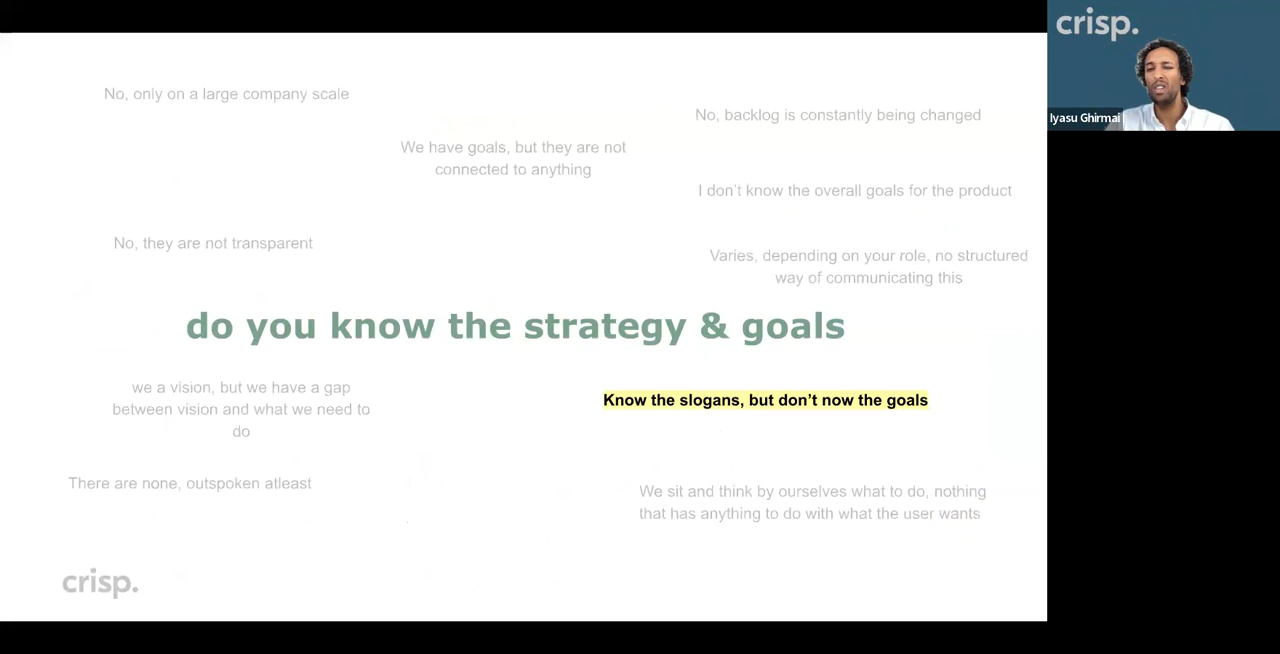 crisp.
Iyasu Ghirmai
No, only on a large company scale
No, backlog is constantly being changed
We have goals, but they are not
connected to anything
I don't know the overall goals for the product
No, they are not transparent
Varies, depending on your role, no structured
way of communicating this
do you know the strategy & goals
we a vision, but we have a gap
between vision and what we need to
do
Know the slogans, but don't now the goals
There are none, outspoken atleast
We sit and think by ourselves what to do, nothing
that has anything to do with what the user wants
crisp.